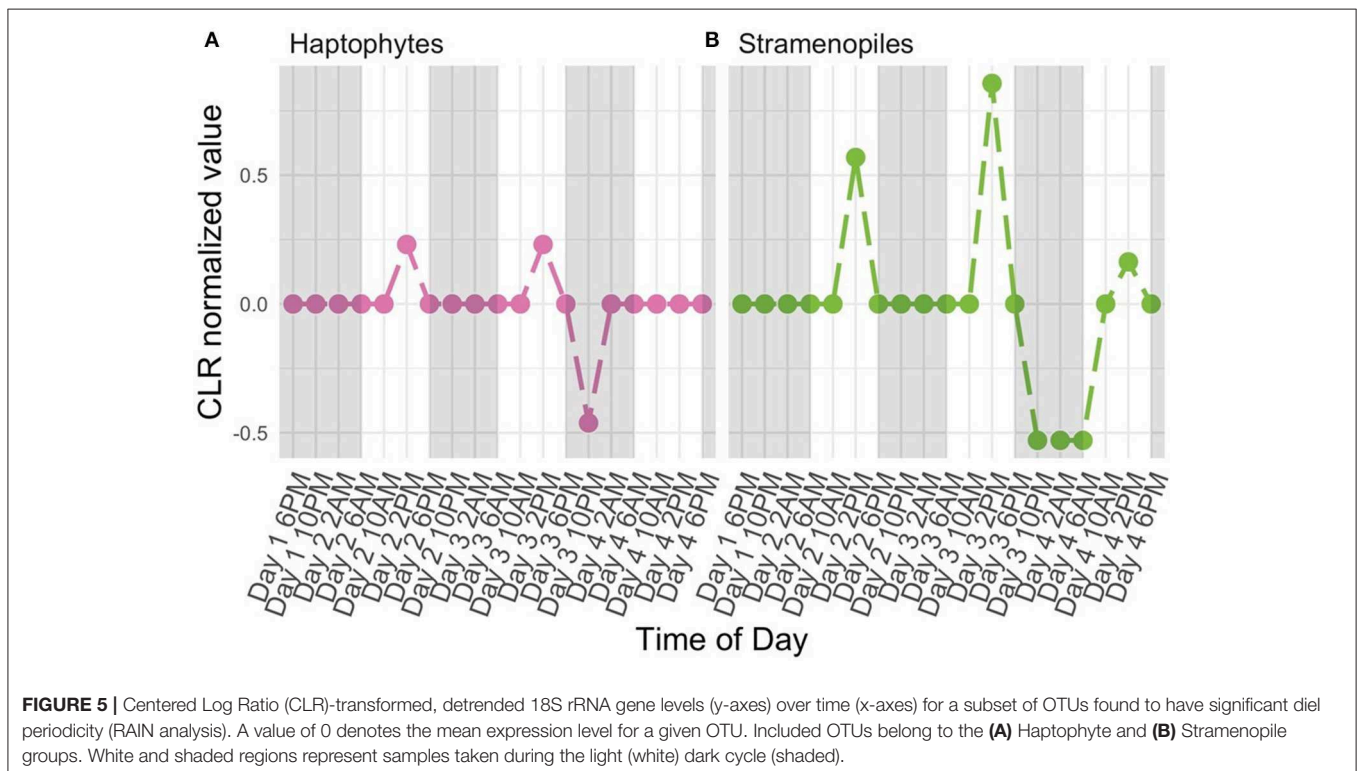 A Haptophytes
B Stramenopiles
CLR normalized value
0.5
0.0
-0.5
Day 1 6PM
Day 1 10PM
Day 2 2AM
Day 2 6AM
Day 2 10AM
Day 2 2PM
Day 2 6PM
Day 2 10PM
Day 3 2AM
Day 3 6AM
Day 3 10AM
Day 3 2PM
Day 3 6PM
Day 3 10PM
Day 4 2AM
Day 4 6AM
Day 4 10AM
Day 4 2PM
Day 4 6PM
Day 1 6PM
Day 1 10PM
Day 2 2AM
Day 2 6AM
Day 2 10AM
Day 2 2PM
Day 2 6PM
Day 2 10PM
Day 3 2AM
Day 3 6AM
Day 3 10AM
Day 3 2PM
Day 3 6PM
Day 3 10PM
Day 4 2AM
Day 4 6AM
Day 4 10AM
Day 4 2PM
Day 4 6PM
Time of Day
FIGURE 5 | Centered Log Ratio (CLR)-transformed, detrended 18S rRNA gene levels (y-axes) over time (x-axes) for a subset of OTUs found to have significant diel
periodicity (RAIN analysis). A value of 0 denotes the mean expression level for a given OTU. Included OTUs belong to the (A) Haptophyte and (B) Stramenopile
groups. White and shaded regions represent samples taken during the light (white) dark cycle (shaded).